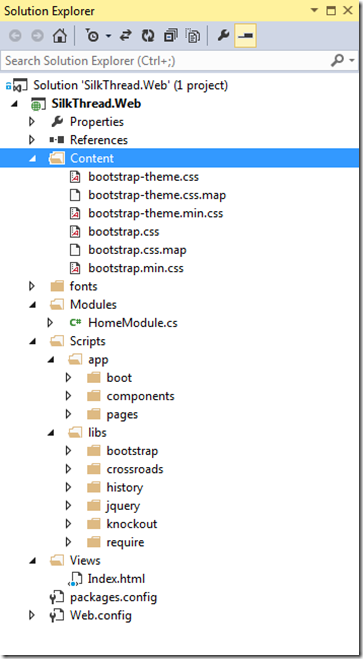 Solution Explorer
Search Solution Explorer (Ctrl+;)
Solution 'SilkThread.Web' (1 project)
SilkThread.Web
Properties
References
Content
bootstrap-theme.css
bootstrap-theme.css.map
bootstrap-theme.min.css
bootstrap.css
bootstrap.css.map
bootstrap.min.css
fonts
Modules
C# HomeModule.cs
Scripts
app
boot
components
pages
libs
bootstrap
crossroads
history
jquery
knockout
require
Views
Index.html
packages.config
Web.config